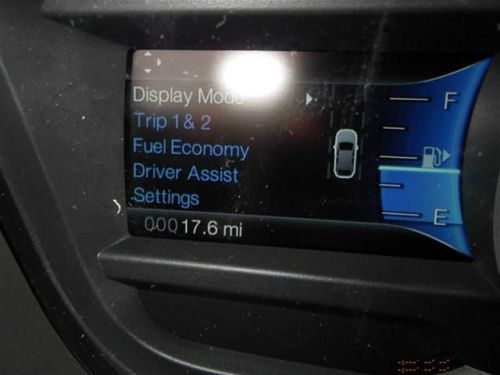 Display Mode
F
Trip 1 & 2
Fuel Economy
Driver Assist
Settings
E
00017.6 mi